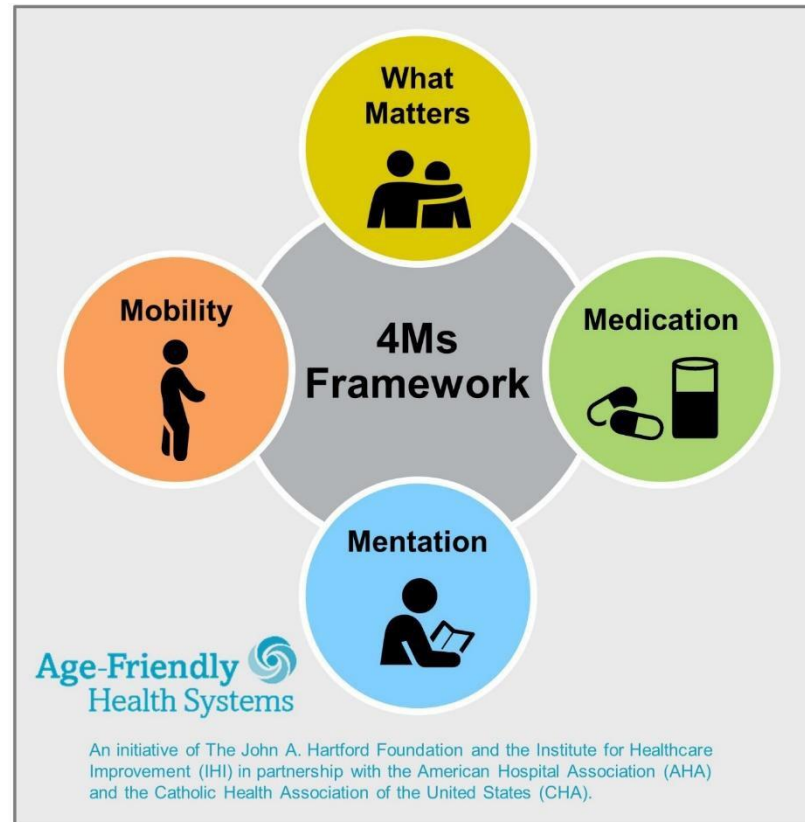 What
Matters
Mobility
4Ms
Framework
Medication
Mentation
Age-Friendly
Health Systems
An initiative of The John A. Hartford Foundation and the Institute for Healthcare
Improvement (IHI) in partnership with the American Hospital Association (AHA)
and the Catholic Health Association of the United States (CHA).